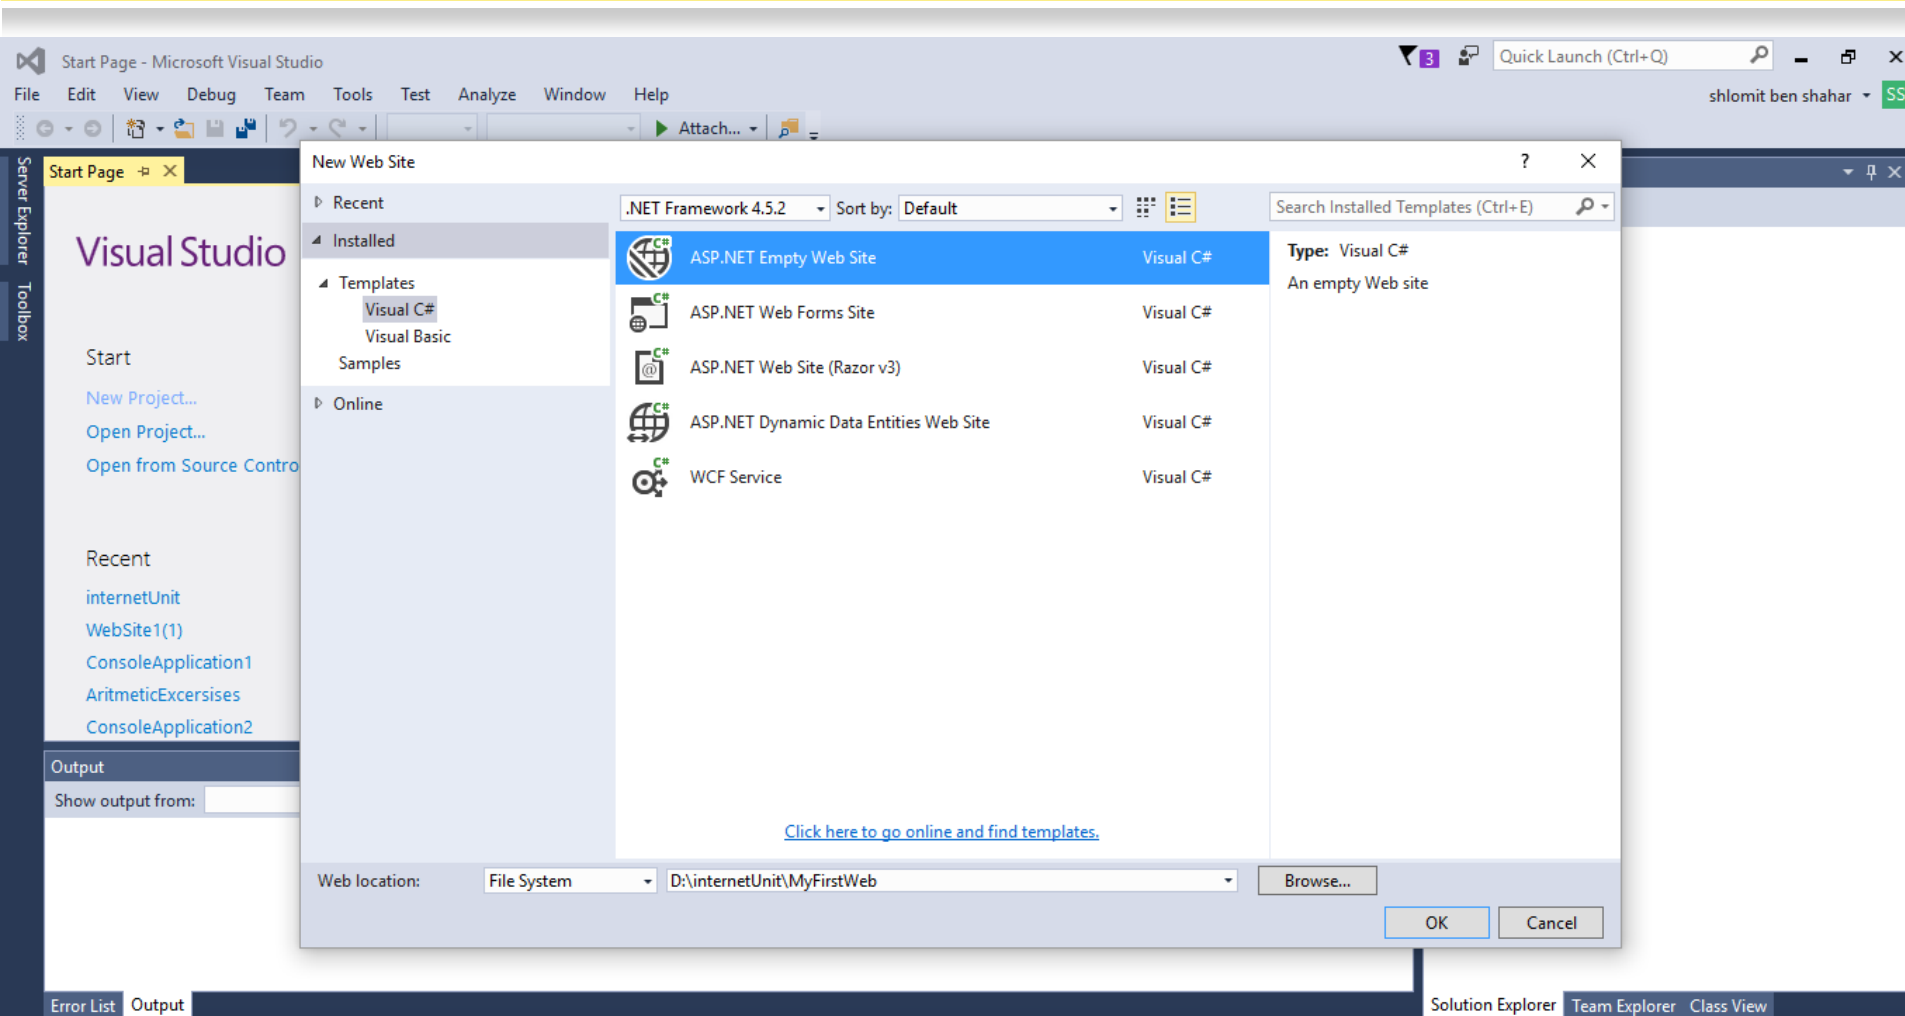 Start Page - Microsoft Visual Studio
3
Quick Launch (Ctrl+Q)
File Edit View Debug Team Tools Test Analyze Window Help
shlomit ben shahar
SS
Attach...
Server Explorer
Toolbox
Start Page
Visual Studio
Start
New Project...
Open Project...
Open from Source Contro
Recent
internetUnit
WebSite1(1)
ConsoleApplication1
AritmeticExcersises
ConsoleApplication2
Output
Show output from:
Error List Output
New Web Site
?
Recent
Installed
Templates
Visual C#
Visual Basic
Samples
Online
.NET Framework 4.5.2 Sort by: Default
Search Installed Templates (Ctrl+E)
C# ASP.NET Empty Web Site Visual C#
C# ASP.NET Web Forms Site Visual C#
C# @ ASP.NET Web Site (Razor v3) Visual C#
C# ASP.NET Dynamic Data Entities Web Site Visual C#
C# WCF Service Visual C#
Type: Visual C#
An empty Web site
Click here to go online and find templates.
Web location: File System D:\internetUnit\MyFirstWeb Browse...
OK Cancel
Solution Explorer Team Explorer Class View